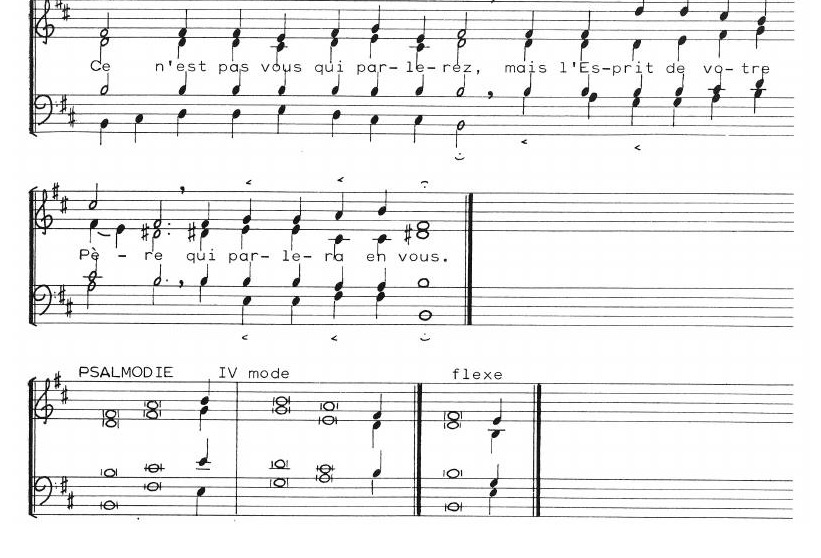 Ce n'est pas vous qui par-le-rez, mais l'Es-prit de vo-tre
Pè - re qui par-le-ra en vous.
PSALMODIE IV mode flexe